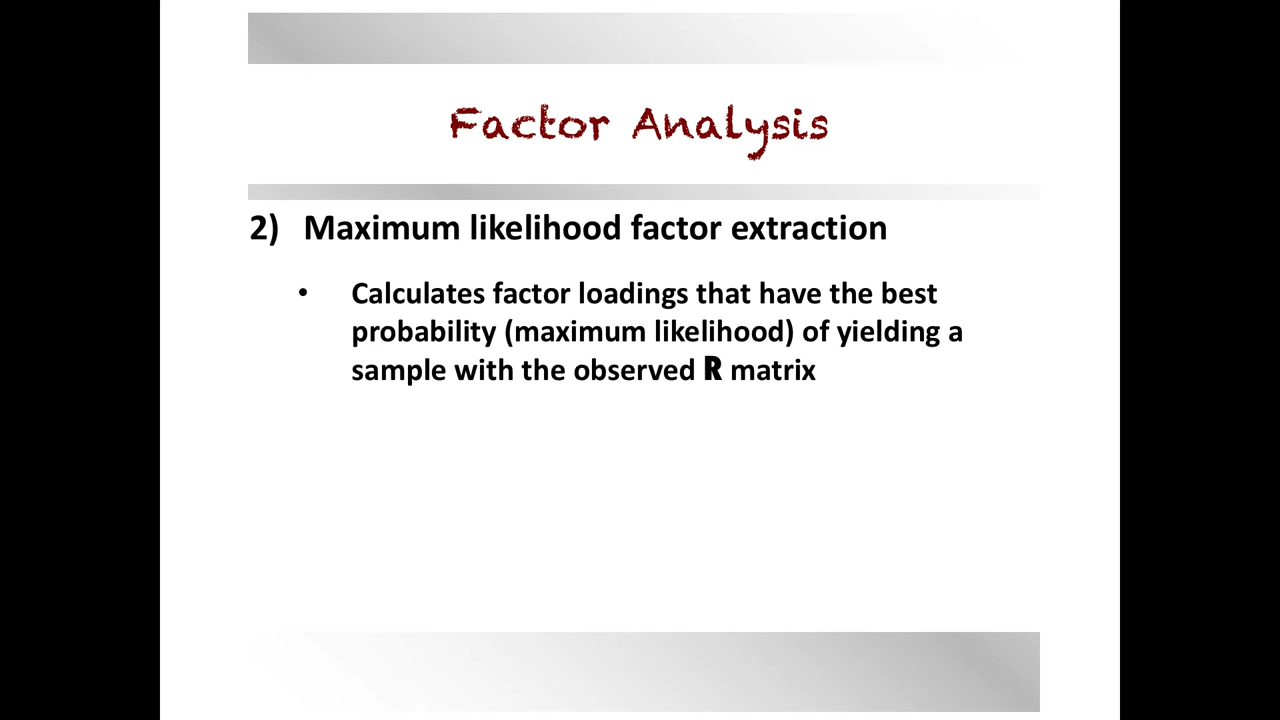 Factor Analysis
2) Maximum likelihood factor extraction
• Calculates factor loadings that have the best
probability (maximum likelihood) of yielding a
sample with the observed R matrix